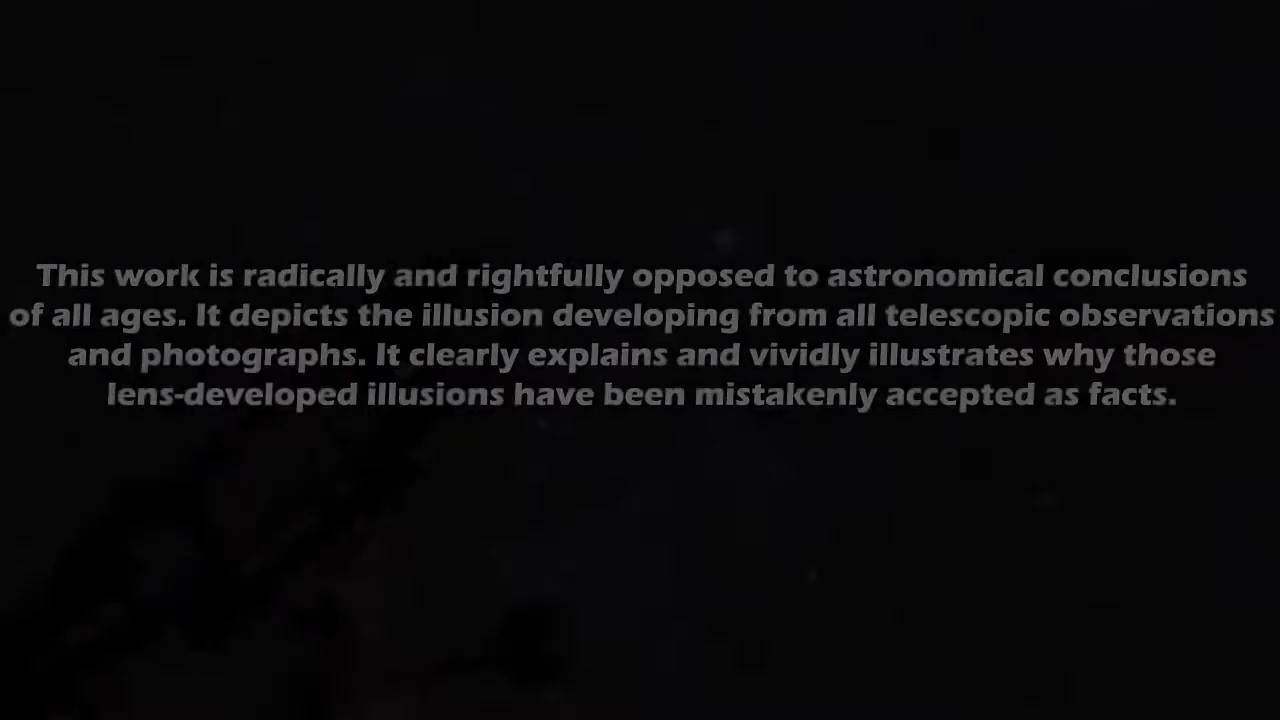 This work is radically and rightfully opposed to astronomical conclusions
of all ages. It depicts the illusion developing from all telescopic observations
and photographs. It clearly explains and vividly illustrates why those
lens-developed illusions have been mistakenly accepted as facts.